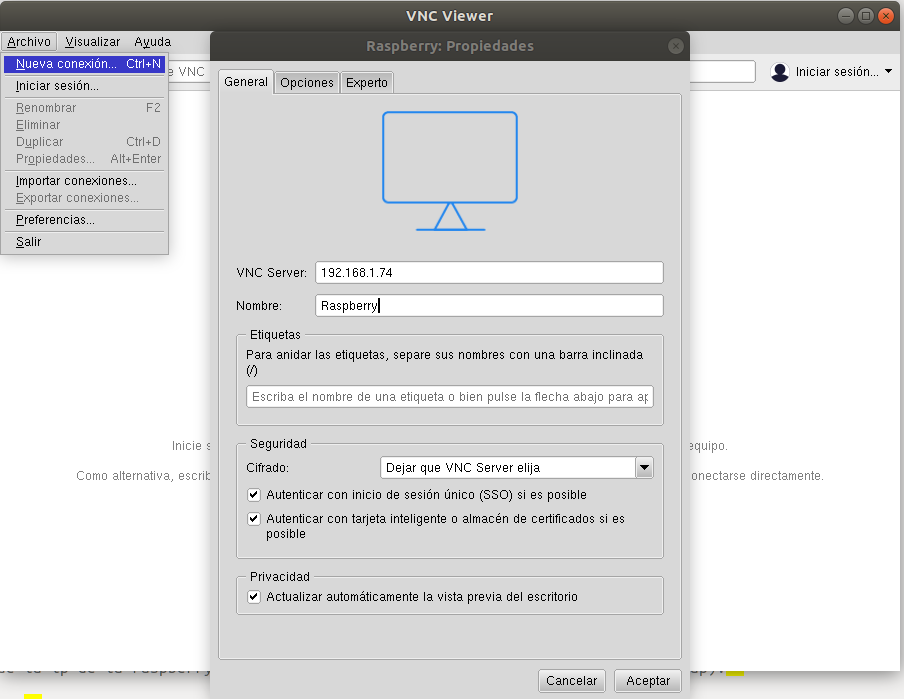 VNC Viewer
Archivo Visualizar Ayuda
Nueva conexión... Ctrl+N
Iniciar sesión...
Renombrar F2
Eliminar
Duplicar Ctrl+D
Propiedades... Alt+Enter
Importar conexiones...
Exportar conexiones...
Preferencias...
Salir
VNC
Iniciar sesión...
Raspberry: Propiedades
General Opciones Experto
VNC Server: 192.168.1.74
Nombre: Raspberry
Etiquetas
Para anidar las etiquetas, separe sus nombres con una barra inclinada
(/)
Escriba el nombre de una etiqueta o bien pulse la flecha abajo para ap
Seguridad
Cifrado: Dejar que VNC Server elija
Autenticar con inicio de sesión único (SSO) si es posible
Autenticar con tarjeta inteligente o almacén de certificados si es
posible
Privacidad
Actualizar automáticamente la vista previa del escritorio
Cancelar Aceptar
Inicie s equipo.
Como alternativa, escrib onectarse directamente.